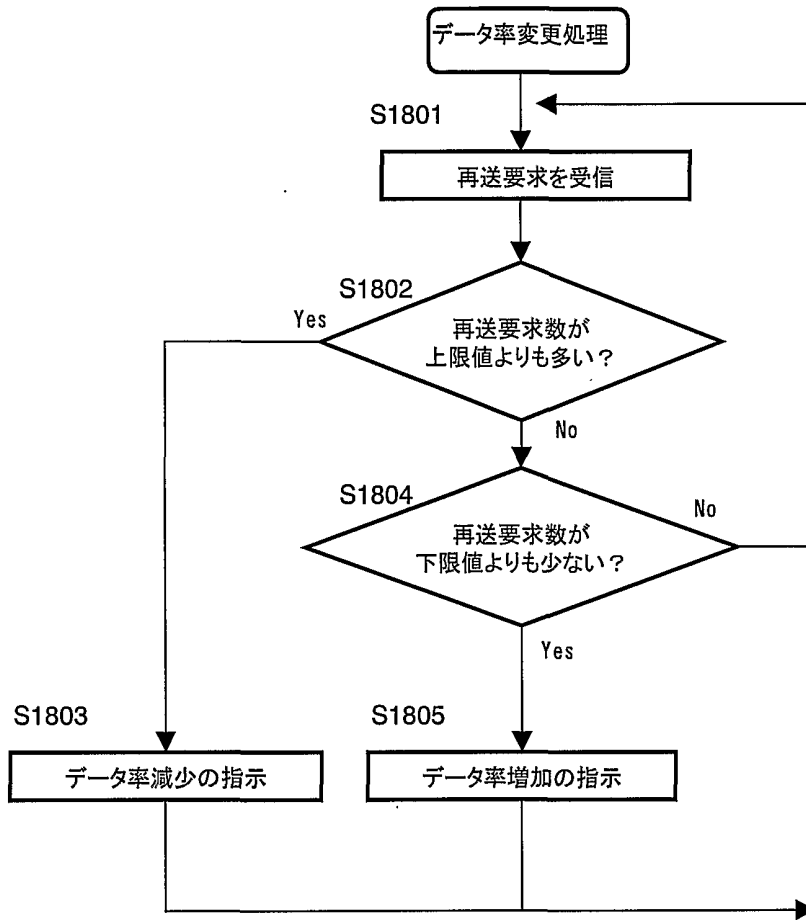 データ率変更処理
S1801
再送要求を受信
S1802
Yes
再送要求数が
上限値よりも多い?
No
S1804
No
再送要求数が
下限値よりも少ない?
Yes
S1803
S1805
データ率減少の指示
データ率増加の指示